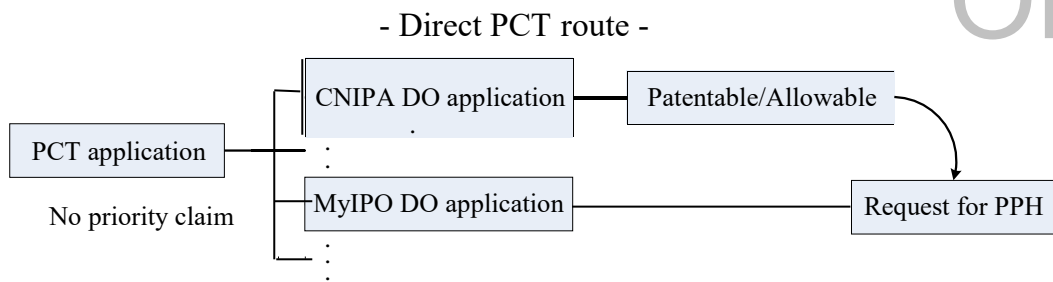 - Direct PCT route -
CNIPA DO application
Patentable/Allowable
PCT application
No priority claim
MyIPO DO application
Request for PPH